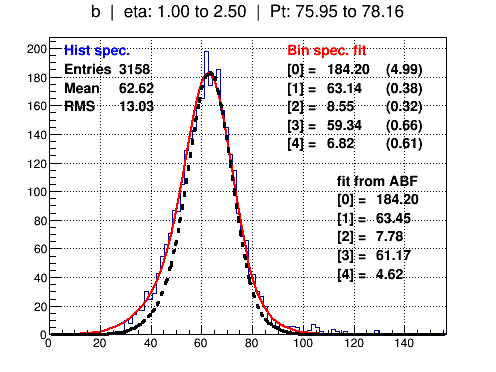 b | eta: 1.00 to 2.50 | Pt: 75.95 to 78.16
Hist spec.
Entries 3158
Mean 62.62
RMS 13.03
Bin spec. fit
[0] = 184.20 (4.99)
[1] = 63.14 (0.38)
[2] = 8.55 (0.32)
[3] = 59.34 (0.66)
[4] = 6.82 (0.61)
fit from ABF
[0] = 184.20
[1] = 63.45
[2] = 7.78
[3] = 61.17
[4] = 4.62
200
180
160
140
120
100
80
60
40
20
0
0 20 40 60 80 100 120 140